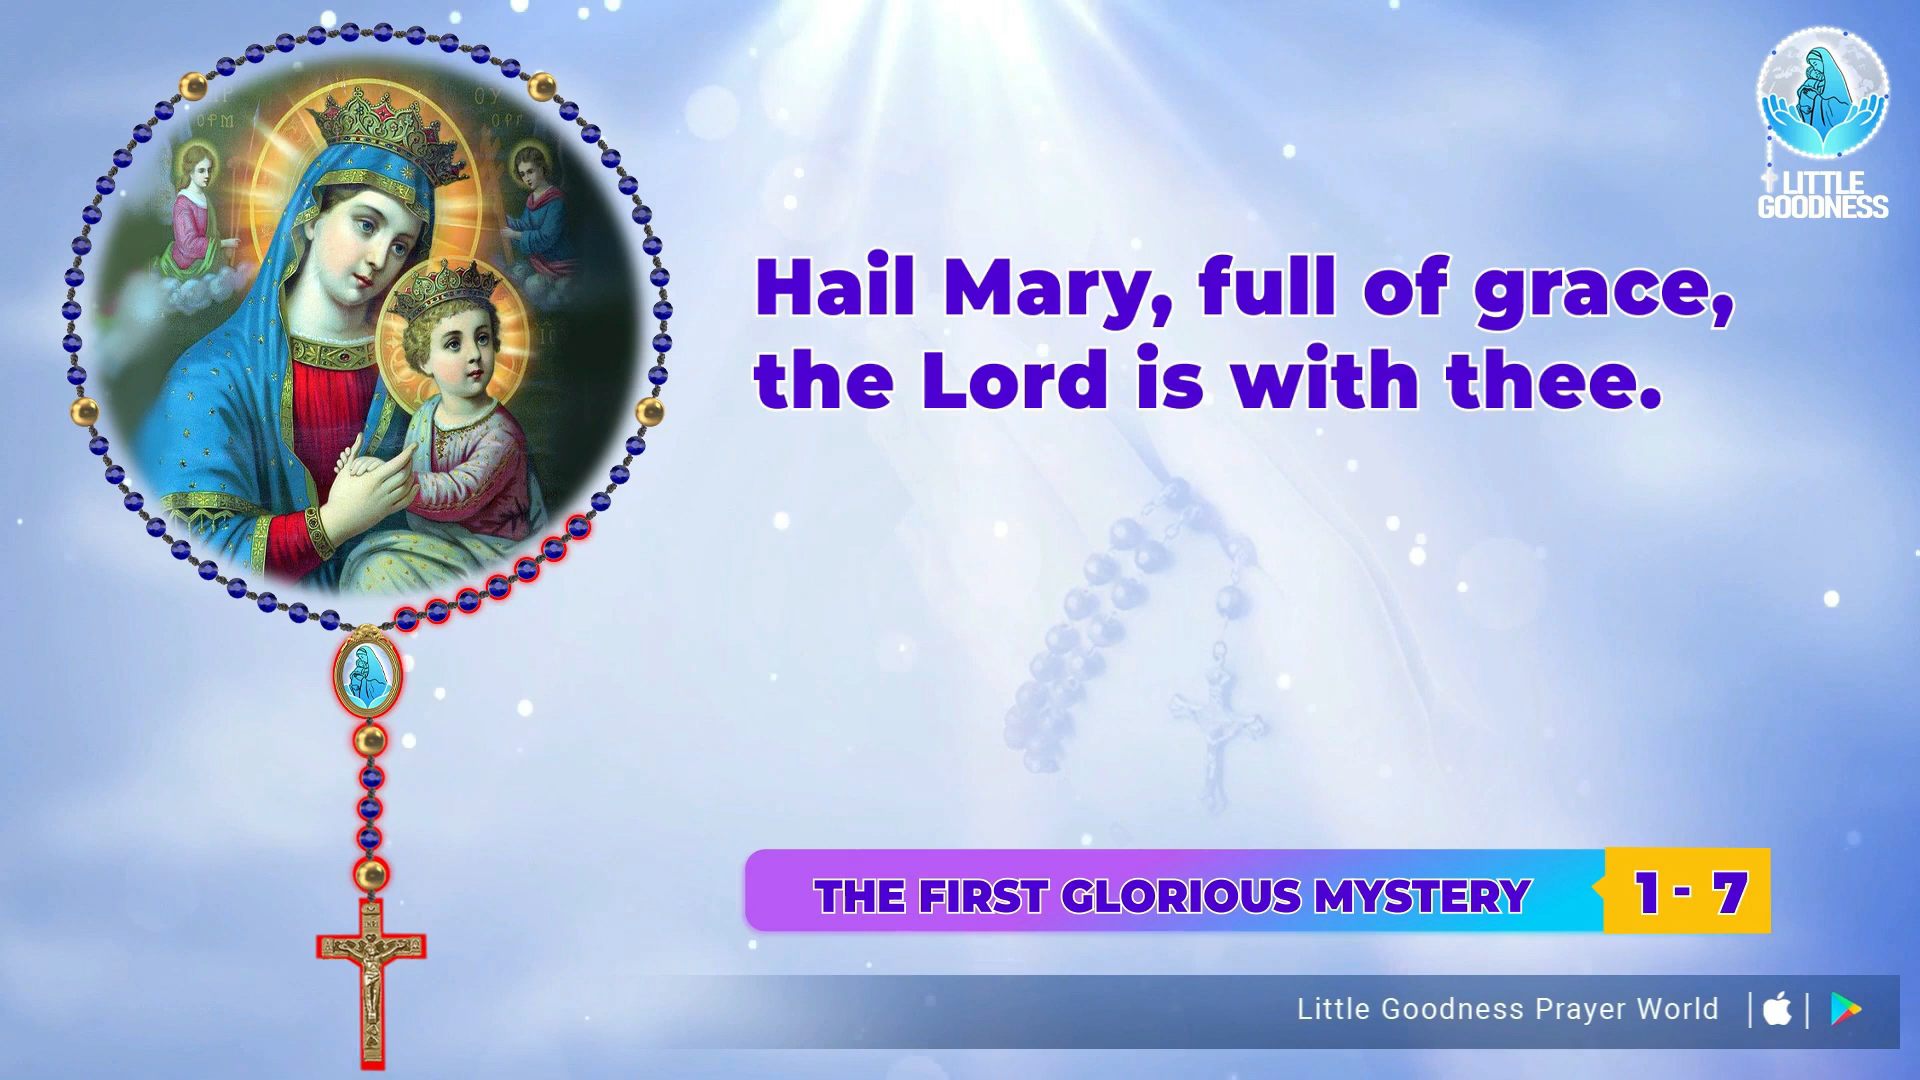 LITTLE
GOODNESS
Hail Mary, full of grace,
the Lord is with thee.
THE FIRST GLORIOUS MYSTERY
1 - 7
Little Goodness Prayer World